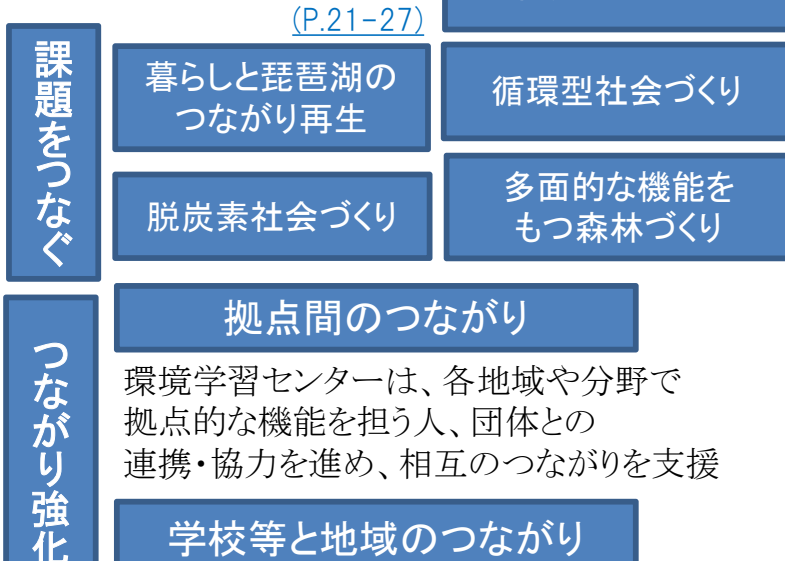 (P.21-27)
課題をつなぐ
暮らしと琵琶湖の
つながり再生
循環型社会づくり
脱炭素社会づくり
多面的な機能を
もつ森林づくり
つながり強化
拠点間のつながり
環境学習センターは、各地域や分野で
拠点的な機能を担う人、団体との
連携・協力を進め、相互のつながりを支援
学校等と地域のつながり